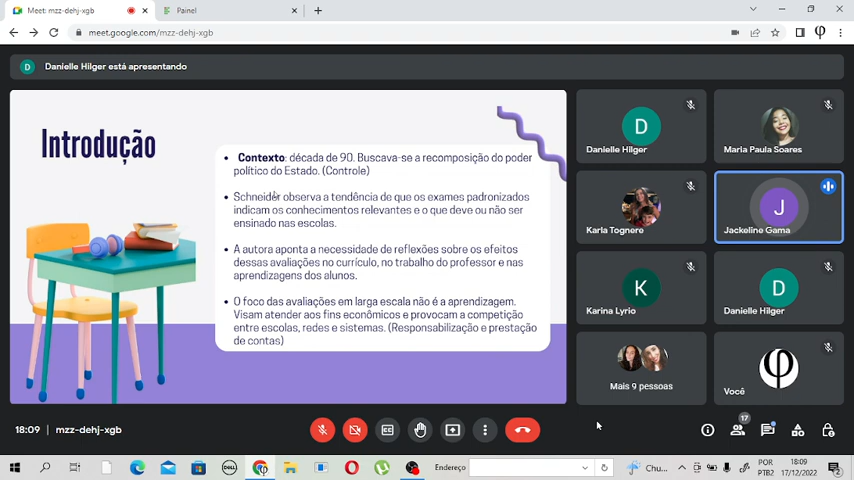 Meet: mzz-dehj-xgb
Painel
meet.google.com/mzz-dehj-xgb
D
Danielle Hilger está apresentando
Introdução
Contexto: década de 90. Buscava-se a recomposição do poder
político do Estado. (Controle)
Schneider observa a tendência de que os exames padronizados
indicam os conhecimentos relevantes e o que deve ou não ser
ensinado nas escolas.
A autora aponta a necessidade de reflexões sobre os efeitos
dessas avaliações no currículo, no trabalho do professor e nas
aprendizagens dos alunos.
O foco das avaliações em larga escala não é a aprendizagem.
Visam atender aos fins econômicos e provocam a competição
entre escolas, redes e sistemas. (Responsabilização e prestação
de contas)
D
Danielle Hilger
Maria Paula Soares
Karla Tognere
J
Jackeline Gama
K
Karina Lyrio
D
Danielle Hilger
Mais 9 pessoas
Você
18:09 | mzz-dehj-xgb
17
DELL
Endereço
Chu...
POR
PTB2
18:09
17/12/2022
2